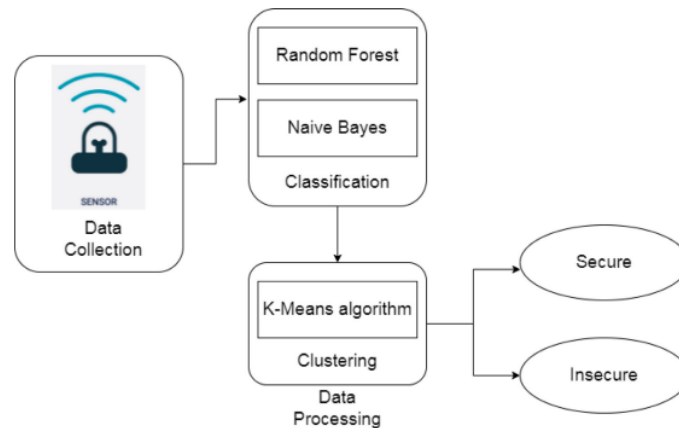 Random Forest
Naive Bayes
Classification
SENSOR
Data
Collection
K-Means algorithm
Clustering
Data
Processing
Secure
Insecure